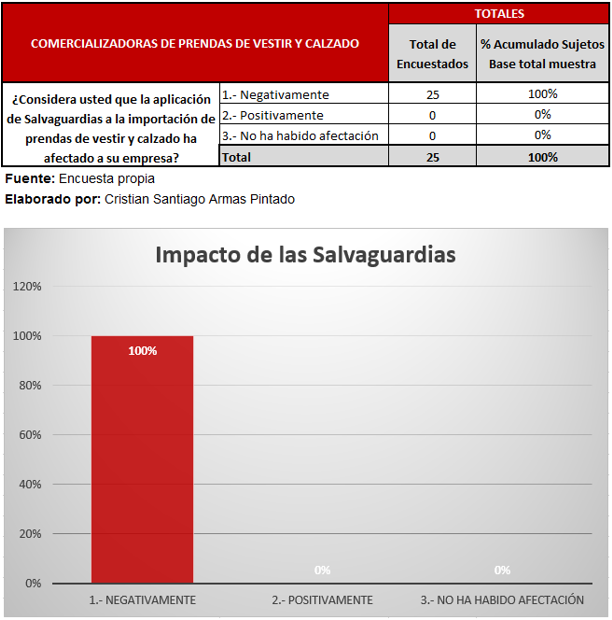 TOTALES
COMERCIALIZADORAS DE PRENDAS DE VESTIR Y CALZADO
Total de
Encuestados
% Acumulado Sujetos
Base total muestra
¿Considera usted que la aplicación
de Salvaguardias a la importación de
prendas de vestir y calzado ha
afectado a su empresa?
1.- Negativamente 25 100%
2.- Positivamente 0 0%
3.- No ha habido afectación 0 0%
Total 25 100%
Fuente: Encuesta propia
Elaborado por: Cristian Santiago Armas Pintado
Impacto de las Salvaguardias
120%
100%
80%
60%
40%
20%
0%
100%
0%
0%
1.- NEGATIVAMENTE
2.- POSITIVAMENTE
3.- NO HA HABIDO AFECTACIÓN